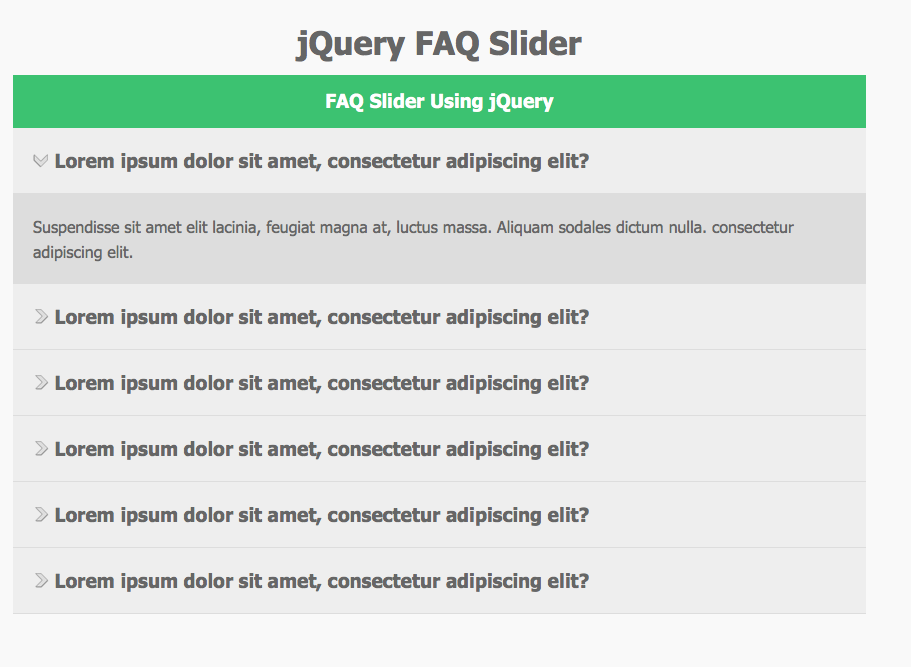 jQuery FAQ Slider
FAQ Slider Using jQuery
Lorem ipsum dolor sit amet, consectetur adipiscing elit?
Suspendisse sit amet elit lacinia, feugiat magna at, luctus massa. Aliquam sodales dictum nulla. consectetur
adipiscing elit.
Lorem ipsum dolor sit amet, consectetur adipiscing elit?
Lorem ipsum dolor sit amet, consectetur adipiscing elit?
Lorem ipsum dolor sit amet, consectetur adipiscing elit?
Lorem ipsum dolor sit amet, consectetur adipiscing elit?
Lorem ipsum dolor sit amet, consectetur adipiscing elit?